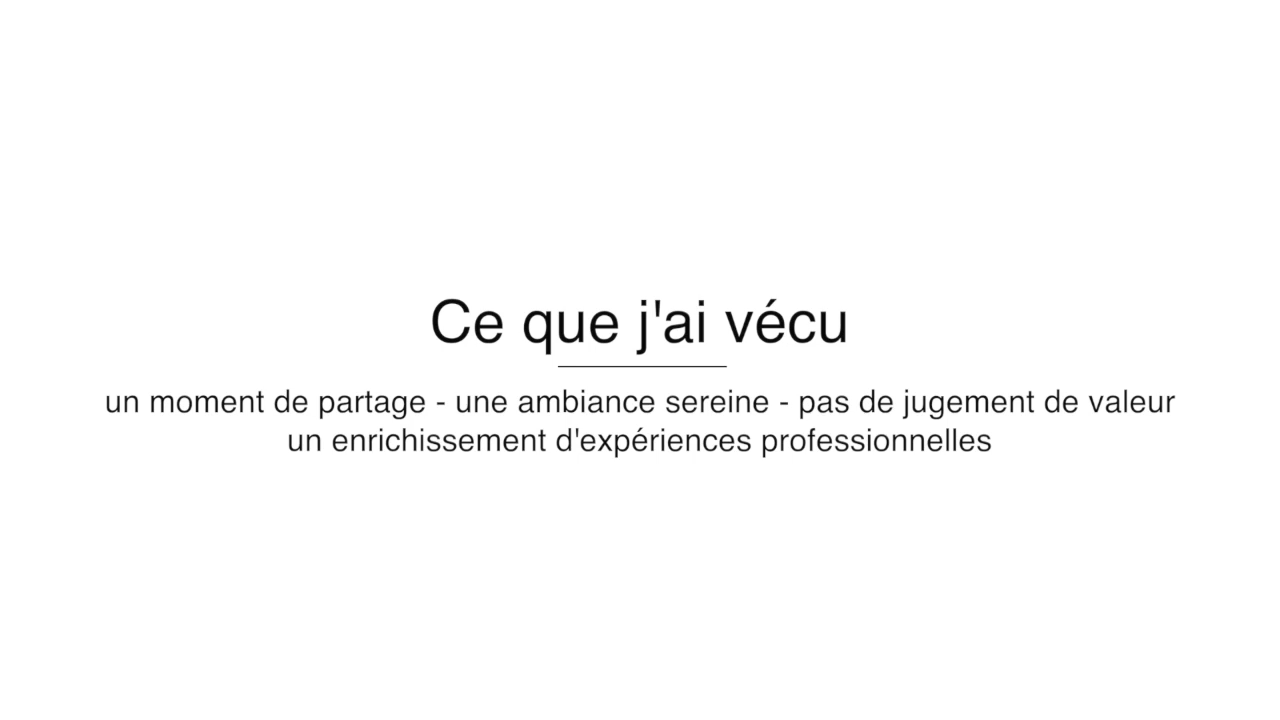 Ce que j'ai vécu
un moment de partage - une ambiance sereine - pas de jugement de valeur
un enrichissement d'expériences professionnelles